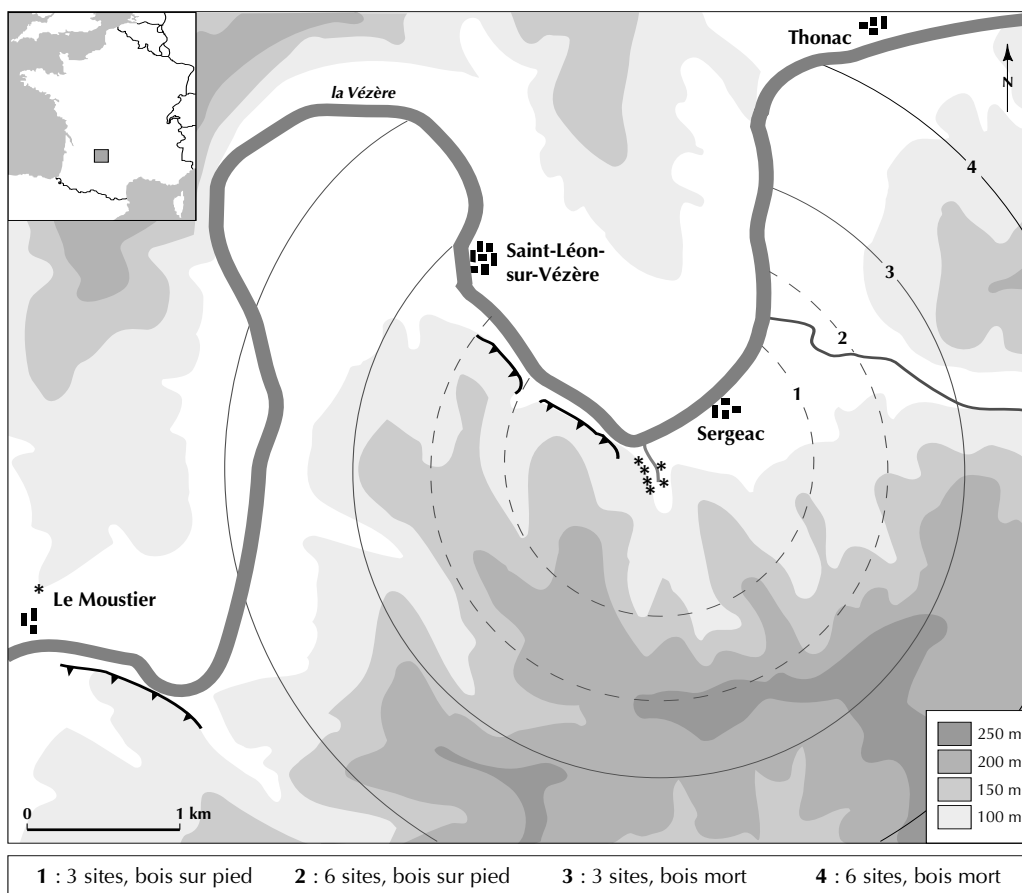 Thonac
N
la Vézère
4
Saint-Léon-
sur-Vézère
3
2
1
Sergeac
*
*
*
*
*
*
*
Le Moustier
250 m
200 m
150 m
100 m
0 1 km
1 : 3 sites, bois sur pied 2 : 6 sites, bois sur pied 3 : 3 sites, bois mort 4 : 6 sites, bois mort